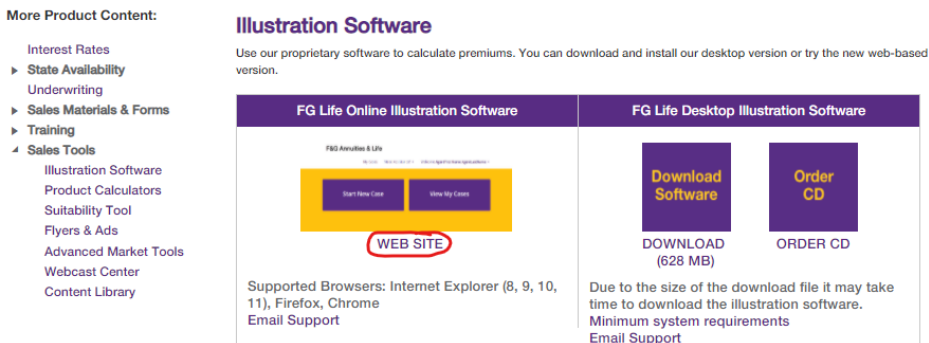 More Product Content:
Interest Rates
State Availability
Underwriting
Sales Materials & Forms
Training
Sales Tools
Illustration Software
Product Calculators
Suitability Tool
Flyers & Ads
Advanced Market Tools
Webcast Center
Content Library
Illustration Software
Use our proprietary software to calculate premiums. You can download and install our desktop version or try the new web-based
version.
FG Life Online Illustration Software
F&G Annuities & Life
Start New Case
View My Cases
WEB SITE
Supported Browsers: Internet Explorer (8, 9, 10,
11), Firefox, Chrome
Email Support
FG Life Desktop Illustration Software
Download
Software
DOWNLOAD
(628 MB)
Order
CD
ORDER CD
Due to the size of the download file it may take
time to download the illustration software.
Minimum system requirements
Email Support